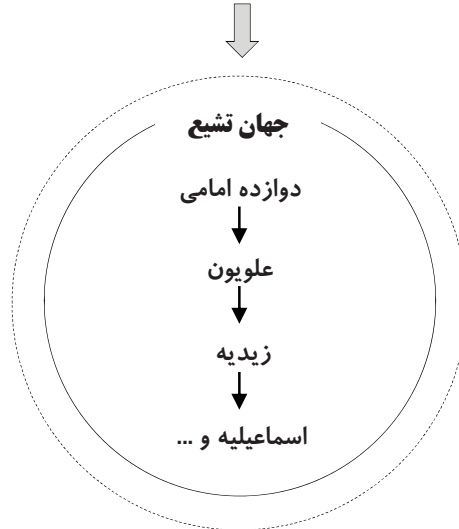 جهان تشیع
دوازده امامی
علویون
زیدیه
اسماعیلیه و ...